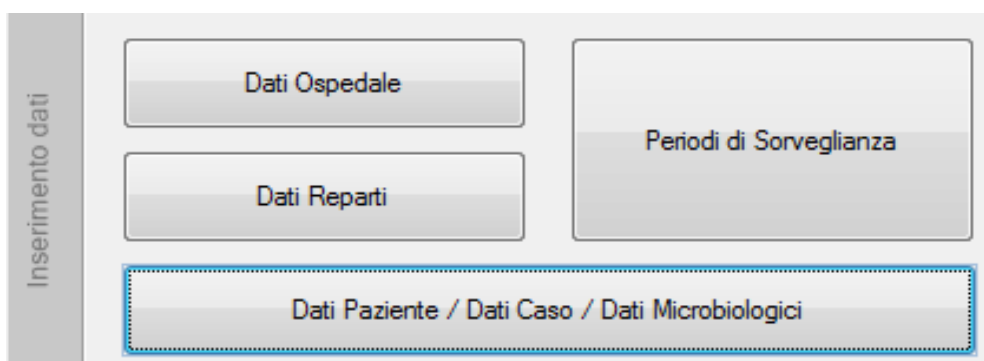 Inserimento dati
Dati Ospedale
Periodi di Sorveglianza
Dati Reparti
Dati Paziente / Dati Caso / Dati Microbiologici